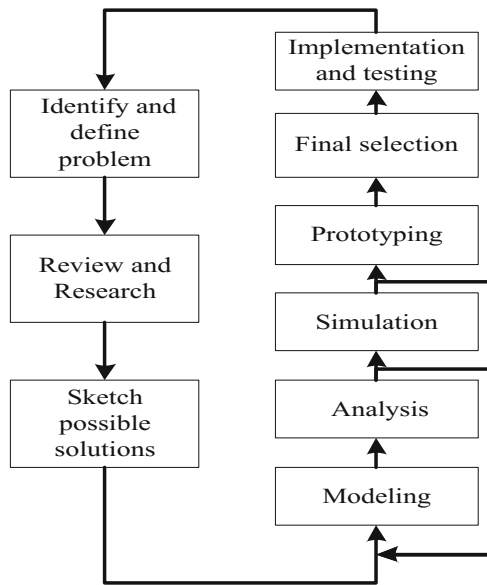 Identify and
define
problem
Review and
Research
Sketch
possible
solutions
Implementation
and testing
Final selection
Prototyping
Simulation
Analysis
Modeling